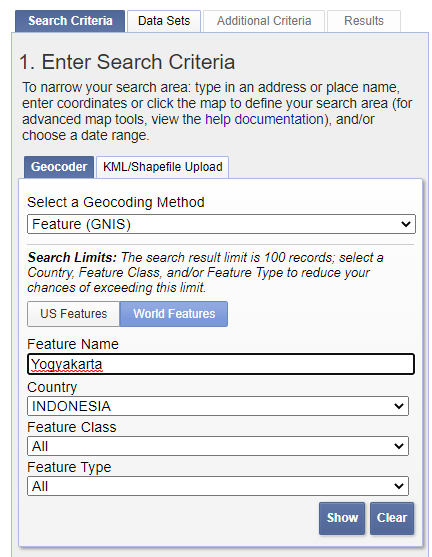 Search Criteria Data Sets Additional Criteria Results
1. Enter Search Criteria
To narrow your search area: type in an address or place name,
enter coordinates or click the map to define your search area (for
advanced map tools, view the help documentation), and/or
choose a date range.
Geocoder KML/Shapefile Upload
Select a Geocoding Method
Feature (GNIS)
Search Limits: The search result limit is 100 records; select a
Country, Feature Class, and/or Feature Type to reduce your
chances of exceeding this limit.
US Features World Features
Feature Name
Yogyakarta
Country
INDONESIA
Feature Class
All
Feature Type
All
Show Clear